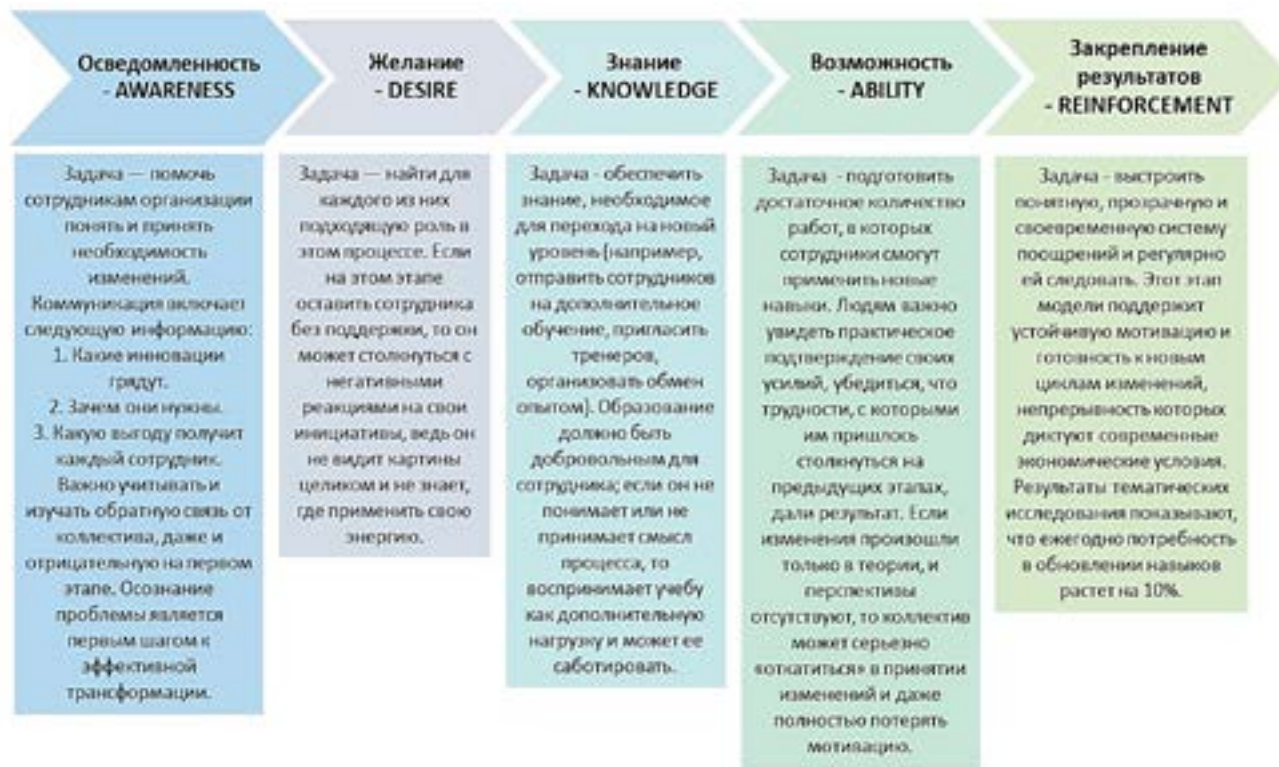 Осведомленность
- AWARENESS
Желание
- DESIRE
Знание
- KNOWLEDGE
Возможность
- ABILITY
Закрепление
результатов
- REINFORCEMENT
Задача — помочь
сотрудникам организации
понять и принять
необходимость
изменений.
Коммуникация включает
следующую информацию:
1. Какие инновации
грядут.
2. Зачем они нужны.
3. Какую выгоду получит
каждый сотрудник.
Важно учитывать и
изучать обратную связь от
коллектива, даже и
отрицательную на первом
этапе. Осознание
проблемы является
первым шагом к
эффективной
трансформации.
Задача — найти для
каждого из них
подходящую роль в
этом процессе. Если
на этом этапе
оставить сотрудника
без поддержки, то он
может столкнуться с
негативными
реакциями на свои
инициативы, ведь он
не видит картины
целиком и не знает,
где применить свою
энергию.
Задача - обеспечить
знание, необходимое
для перехода на новый
уровень (например,
отправить сотрудников
на дополнительное
обучение, пригласить
тренеров,
организовать обмен
опытом). Образование
должно быть
добровольным для
сотрудника; если он не
понимает или не
принимает смысл
процесса, то
воспринимает учебу
как дополнительную
нагрузку и может ее
саботировать.
Задача - подготовить
достаточное количество
работ, в которых
сотрудники смогут
применить новые
навыки. Людям важно
увидеть практическое
подтверждение своих
усилий, убедиться, что
трудности, с которыми
им пришлось
столкнуться на
предыдущих этапах,
дали результат. Если
изменения произошли
только в теории, и
перспективы
отсутствуют, то коллектив
может серьезно
«откатиться» в принятии
изменений и даже
полностью потерять
мотивацию.
Задача - выстроить
понятную, прозрачную и
своевременную систему
поощрений и регулярно
ей следовать. Этот этап
модели поддержит
устойчивую мотивацию и
готовность к новым
циклам изменений,
непрерывность которых
диктуют современные
экономические условия.
Результаты тематических
исследования показывают,
что ежегодно потребность
в обновлении навыков
растет на 10%.